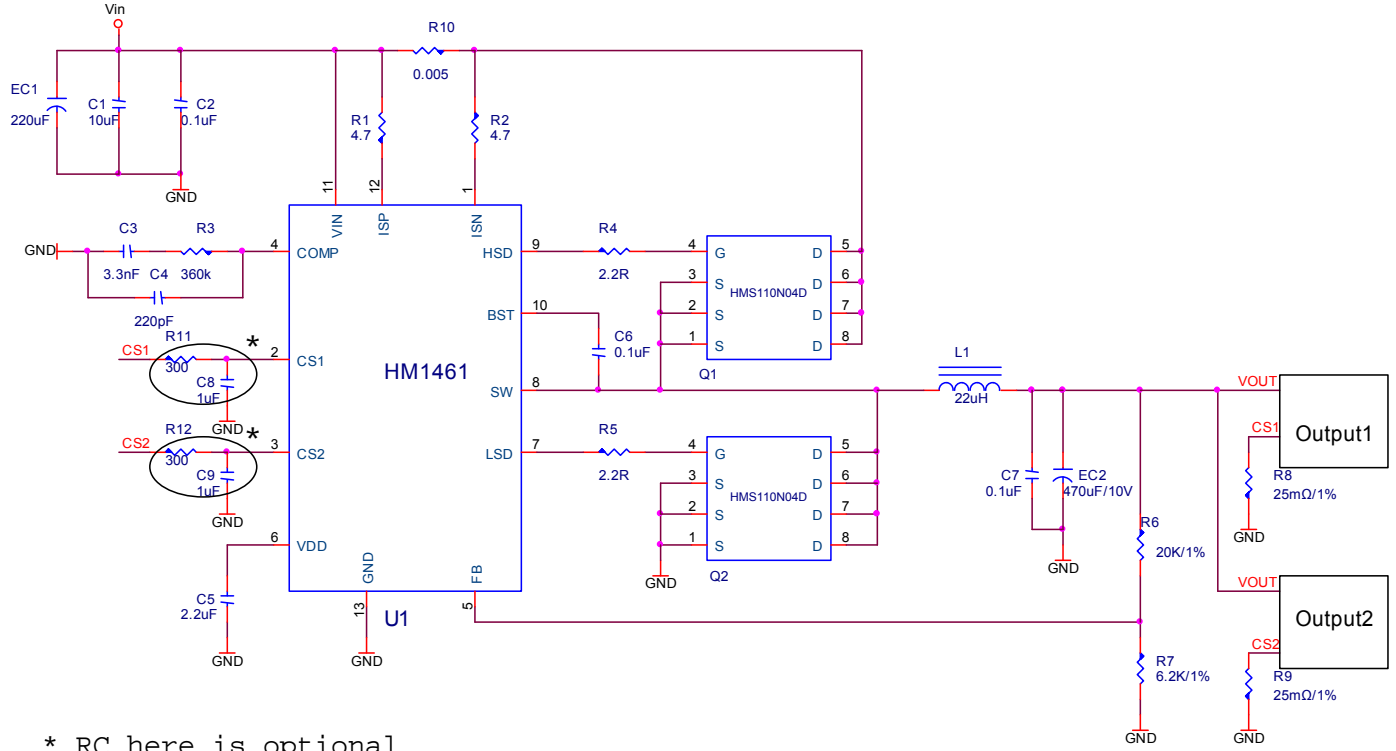 Vin
R10
0.005
EC1
220uF
C1
10uF
C2
0.1uF
R1
4.7
R2
4.7
GND
11
12
1
VIN
ISP
ISN
C3
R3
GND
4
COMP
3.3nF
360k
C4
220pF
HSD
9
R4
2.2R
4
G
D
5
3
S
HMS110N04D
D
6
2
S
D
7
1
S
D
8
Q1
BST
10
C6
0.1uF
R11
*
CS1
300
2
CS1
C8
1uF
GND
HM1461
SW
8
L1
22uH
VOUT
CS1
Output1
R8
25mΩ/1%
GND
R12
*
CS2
300
3
CS2
C9
1uF
GND
LSD
7
R5
2.2R
4
G
D
5
3
S
HMS110N04D
D
6
2
S
D
7
1
S
D
8
GND
Q2
C7
0.1uF
EC2
470uF/10V
GND
R6
20K/1%
6
VDD
C5
2.2uF
GND
GND
13
GND
U1
FB
5
VOUT
Output2
CS2
R7
6.2K/1%
GND
R9
25mΩ/1%
GND
* RC here is optional